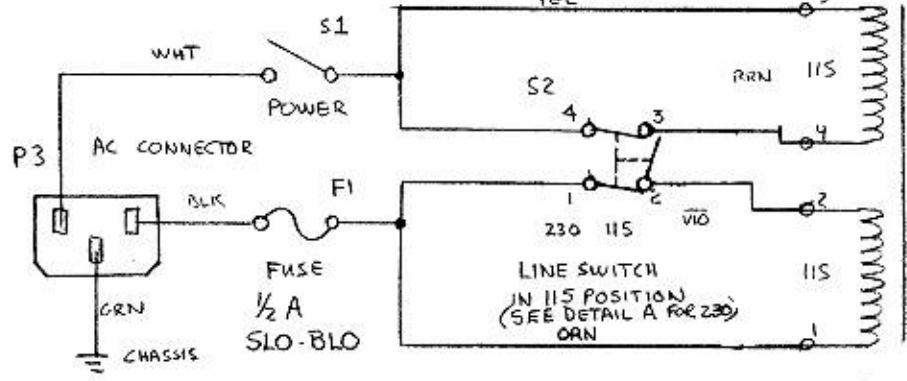 S1
WHT
POWER
S2
4
3
BRN
115
4
P3
AC CONNECTOR
BLK
F1
1
2
VIO
2
230
115
FUSE
1/2 A
SLO-BLO
LINE SWITCH
IN 115 POSITION
(SEE DETAIL A FOR 230)
ORN
115
1
GRN
CHASSIS